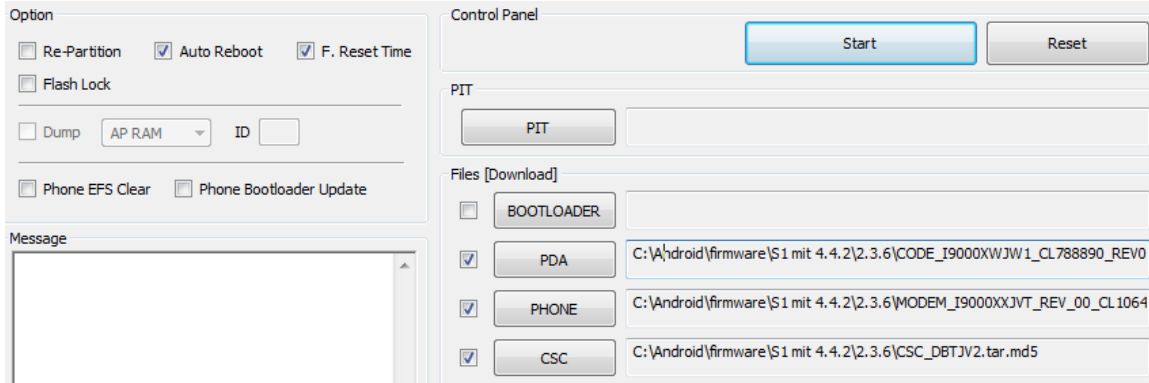 Option
Re-Partition Auto Reboot F. Reset Time
Flash Lock
Dump AP RAM ID
Phone EFS Clear Phone Bootloader Update
Message
Control Panel
Start Reset
PIT
PIT
Files [Download]
BOOTLOADER
PDA C:\Android\firmware\S1 mit 4.4.2\2.3.6\CODE_I9000XWJW1_CL788890_REV0
PHONE C:\Android\firmware\S1 mit 4.4.2\2.3.6\MODEM_I9000XXJVT_REV_00_CL1064
CSC C:\Android\firmware\S1 mit 4.4.2\2.3.6\CSC_DBTJV2.tar.md5